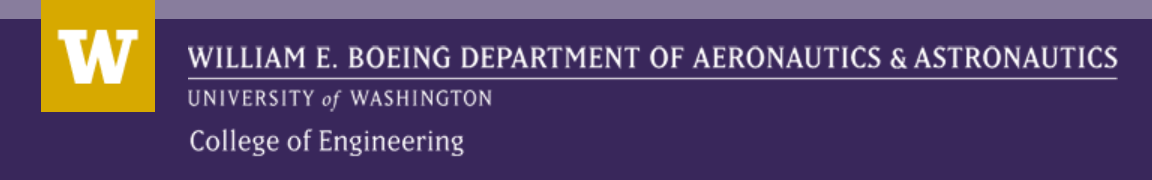 W
WILLIAM E. BOEING DEPARTMENT OF AERONAUTICS & ASTRONAUTICS
UNIVERSITY of WASHINGTON
College of Engineering